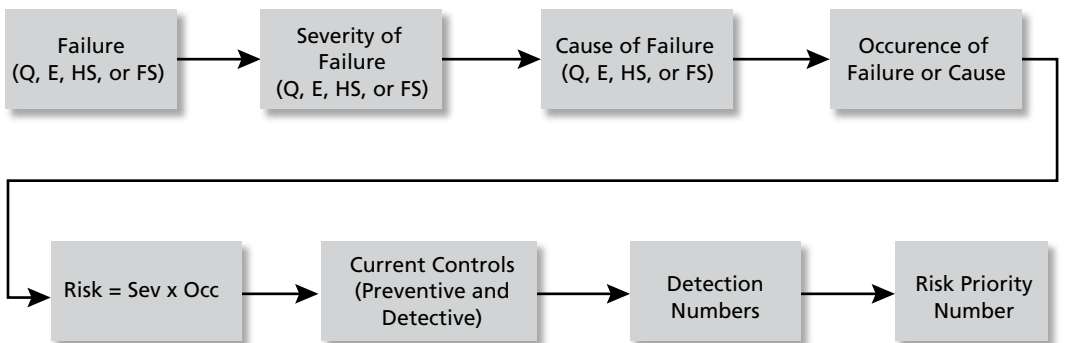 Failure
(Q, E, HS, or FS)
Severity of
Failure
(Q, E, HS, or FS)
Cause of Failure
(Q, E, HS, or FS)
Occurence of
Failure or Cause
Risk = Sev x Occ
Current Controls
(Preventive and
Detective)
Detection
Numbers
Risk Priority
Number